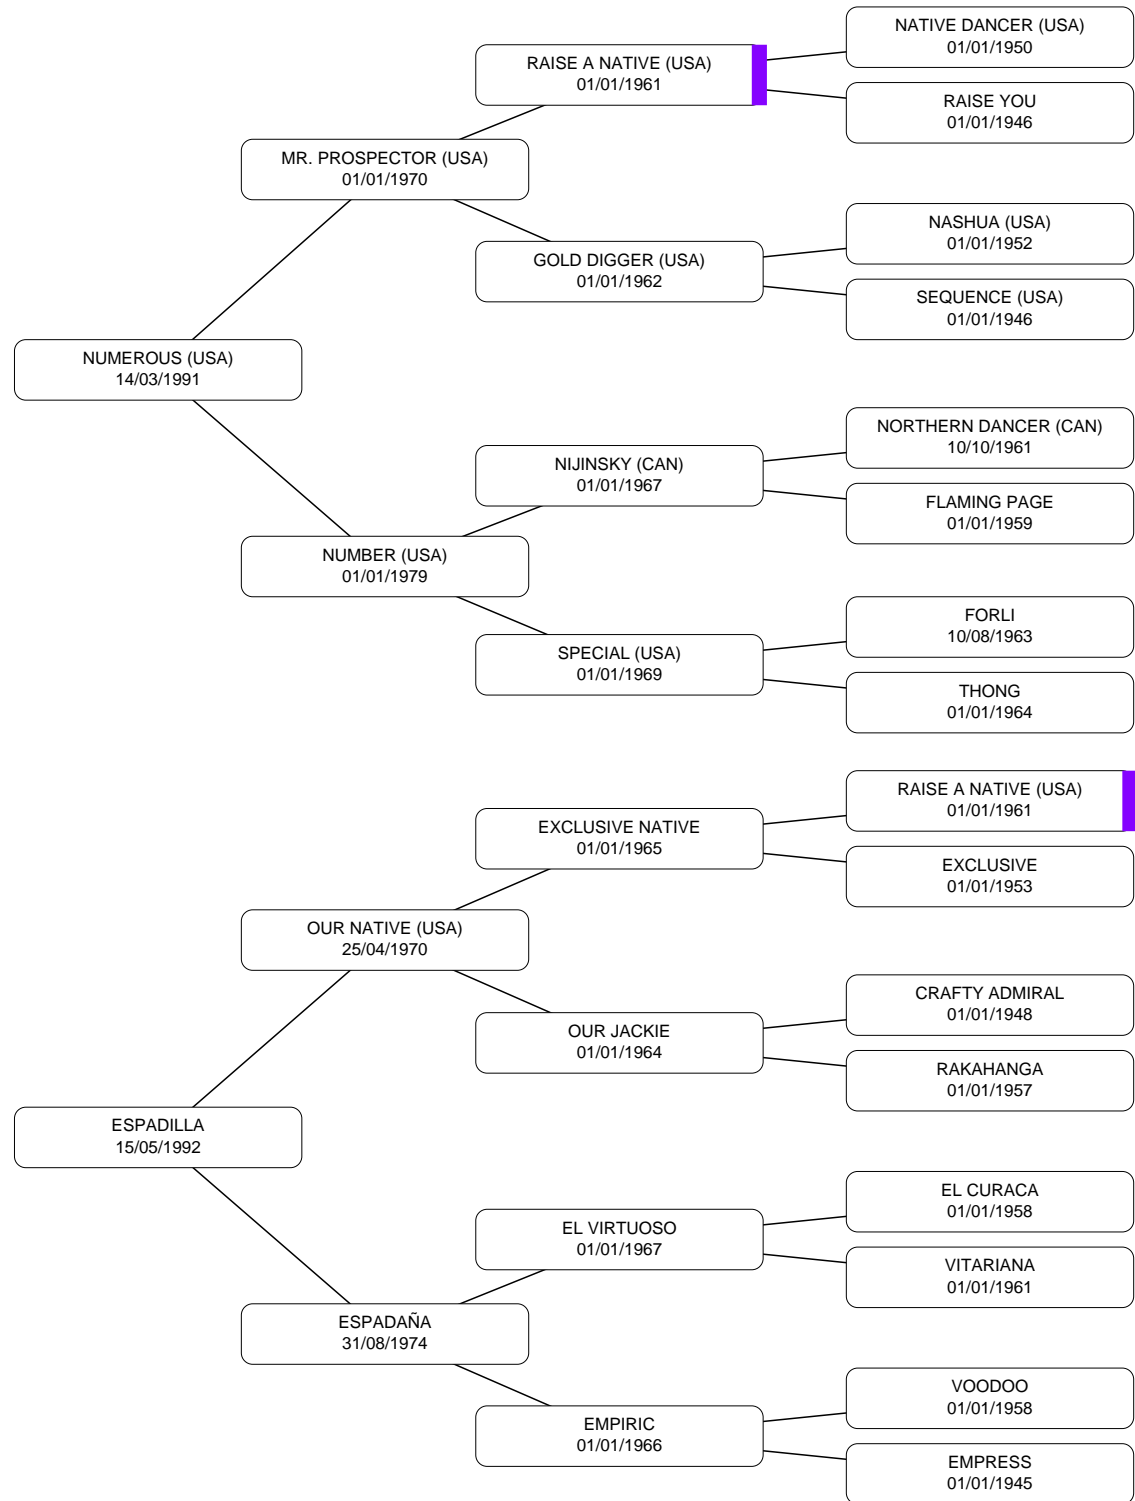 NATIVE DANCER (USA)
01/01/1950
RAISE A NATIVE (USA)
01/01/1961
RAISE YOU
01/01/1946
MR. PROSPECTOR (USA)
01/01/1970
NASHUA (USA)
01/01/1952
GOLD DIGGER (USA)
01/01/1962
SEQUENCE (USA)
01/01/1946
NUMEROUS (USA)
14/03/1991
NORTHERN DANCER (CAN)
10/10/1961
NIJINSKY (CAN)
01/01/1967
FLAMING PAGE
01/01/1959
NUMBER (USA)
01/01/1979
FORLI
10/08/1963
SPECIAL (USA)
01/01/1969
THONG
01/01/1964
RAISE A NATIVE (USA)
01/01/1961
EXCLUSIVE NATIVE
01/01/1965
EXCLUSIVE
01/01/1953
OUR NATIVE (USA)
25/04/1970
CRAFTY ADMIRAL
01/01/1948
OUR JACKIE
01/01/1964
RAKAHANGA
01/01/1957
ESPADILLA
15/05/1992
EL CURACA
01/01/1958
EL VIRTUOSO
01/01/1967
VITARIANA
01/01/1961
ESPADAÑA
31/08/1974
VOODOO
01/01/1958
EMPIRIC
01/01/1966
EMPRESS
01/01/1945